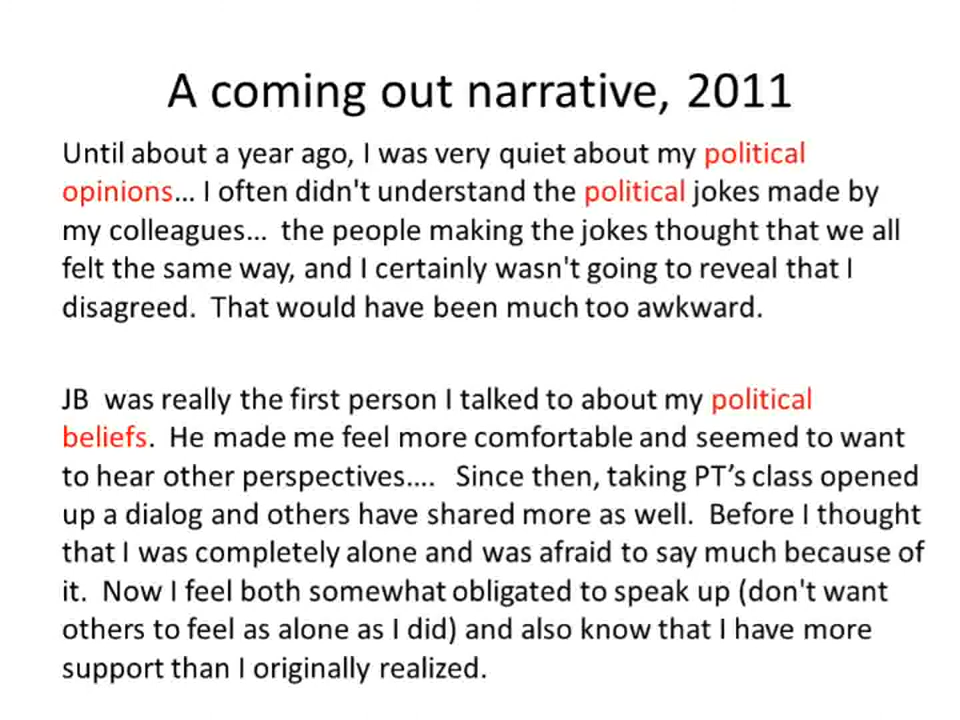 A coming out narrative, 2011
Until about a year ago, I was very quiet about my political
opinions... I often didn't understand the political jokes made by
my colleagues... the people making the jokes thought that we all
felt the same way, and I certainly wasn't going to reveal that I
disagreed. That would have been much too awkward.
JB was really the first person I talked to about my political
beliefs. He made me feel more comfortable and seemed to want
to hear other perspectives.... Since then, taking PT’s class opened
up a dialog and others have shared more as well. Before I thought
that I was completely alone and was afraid to say much because of
it. Now I feel both somewhat obligated to speak up (don't want
others to feel as alone as I did) and also know that I have more
support than I originally realized.